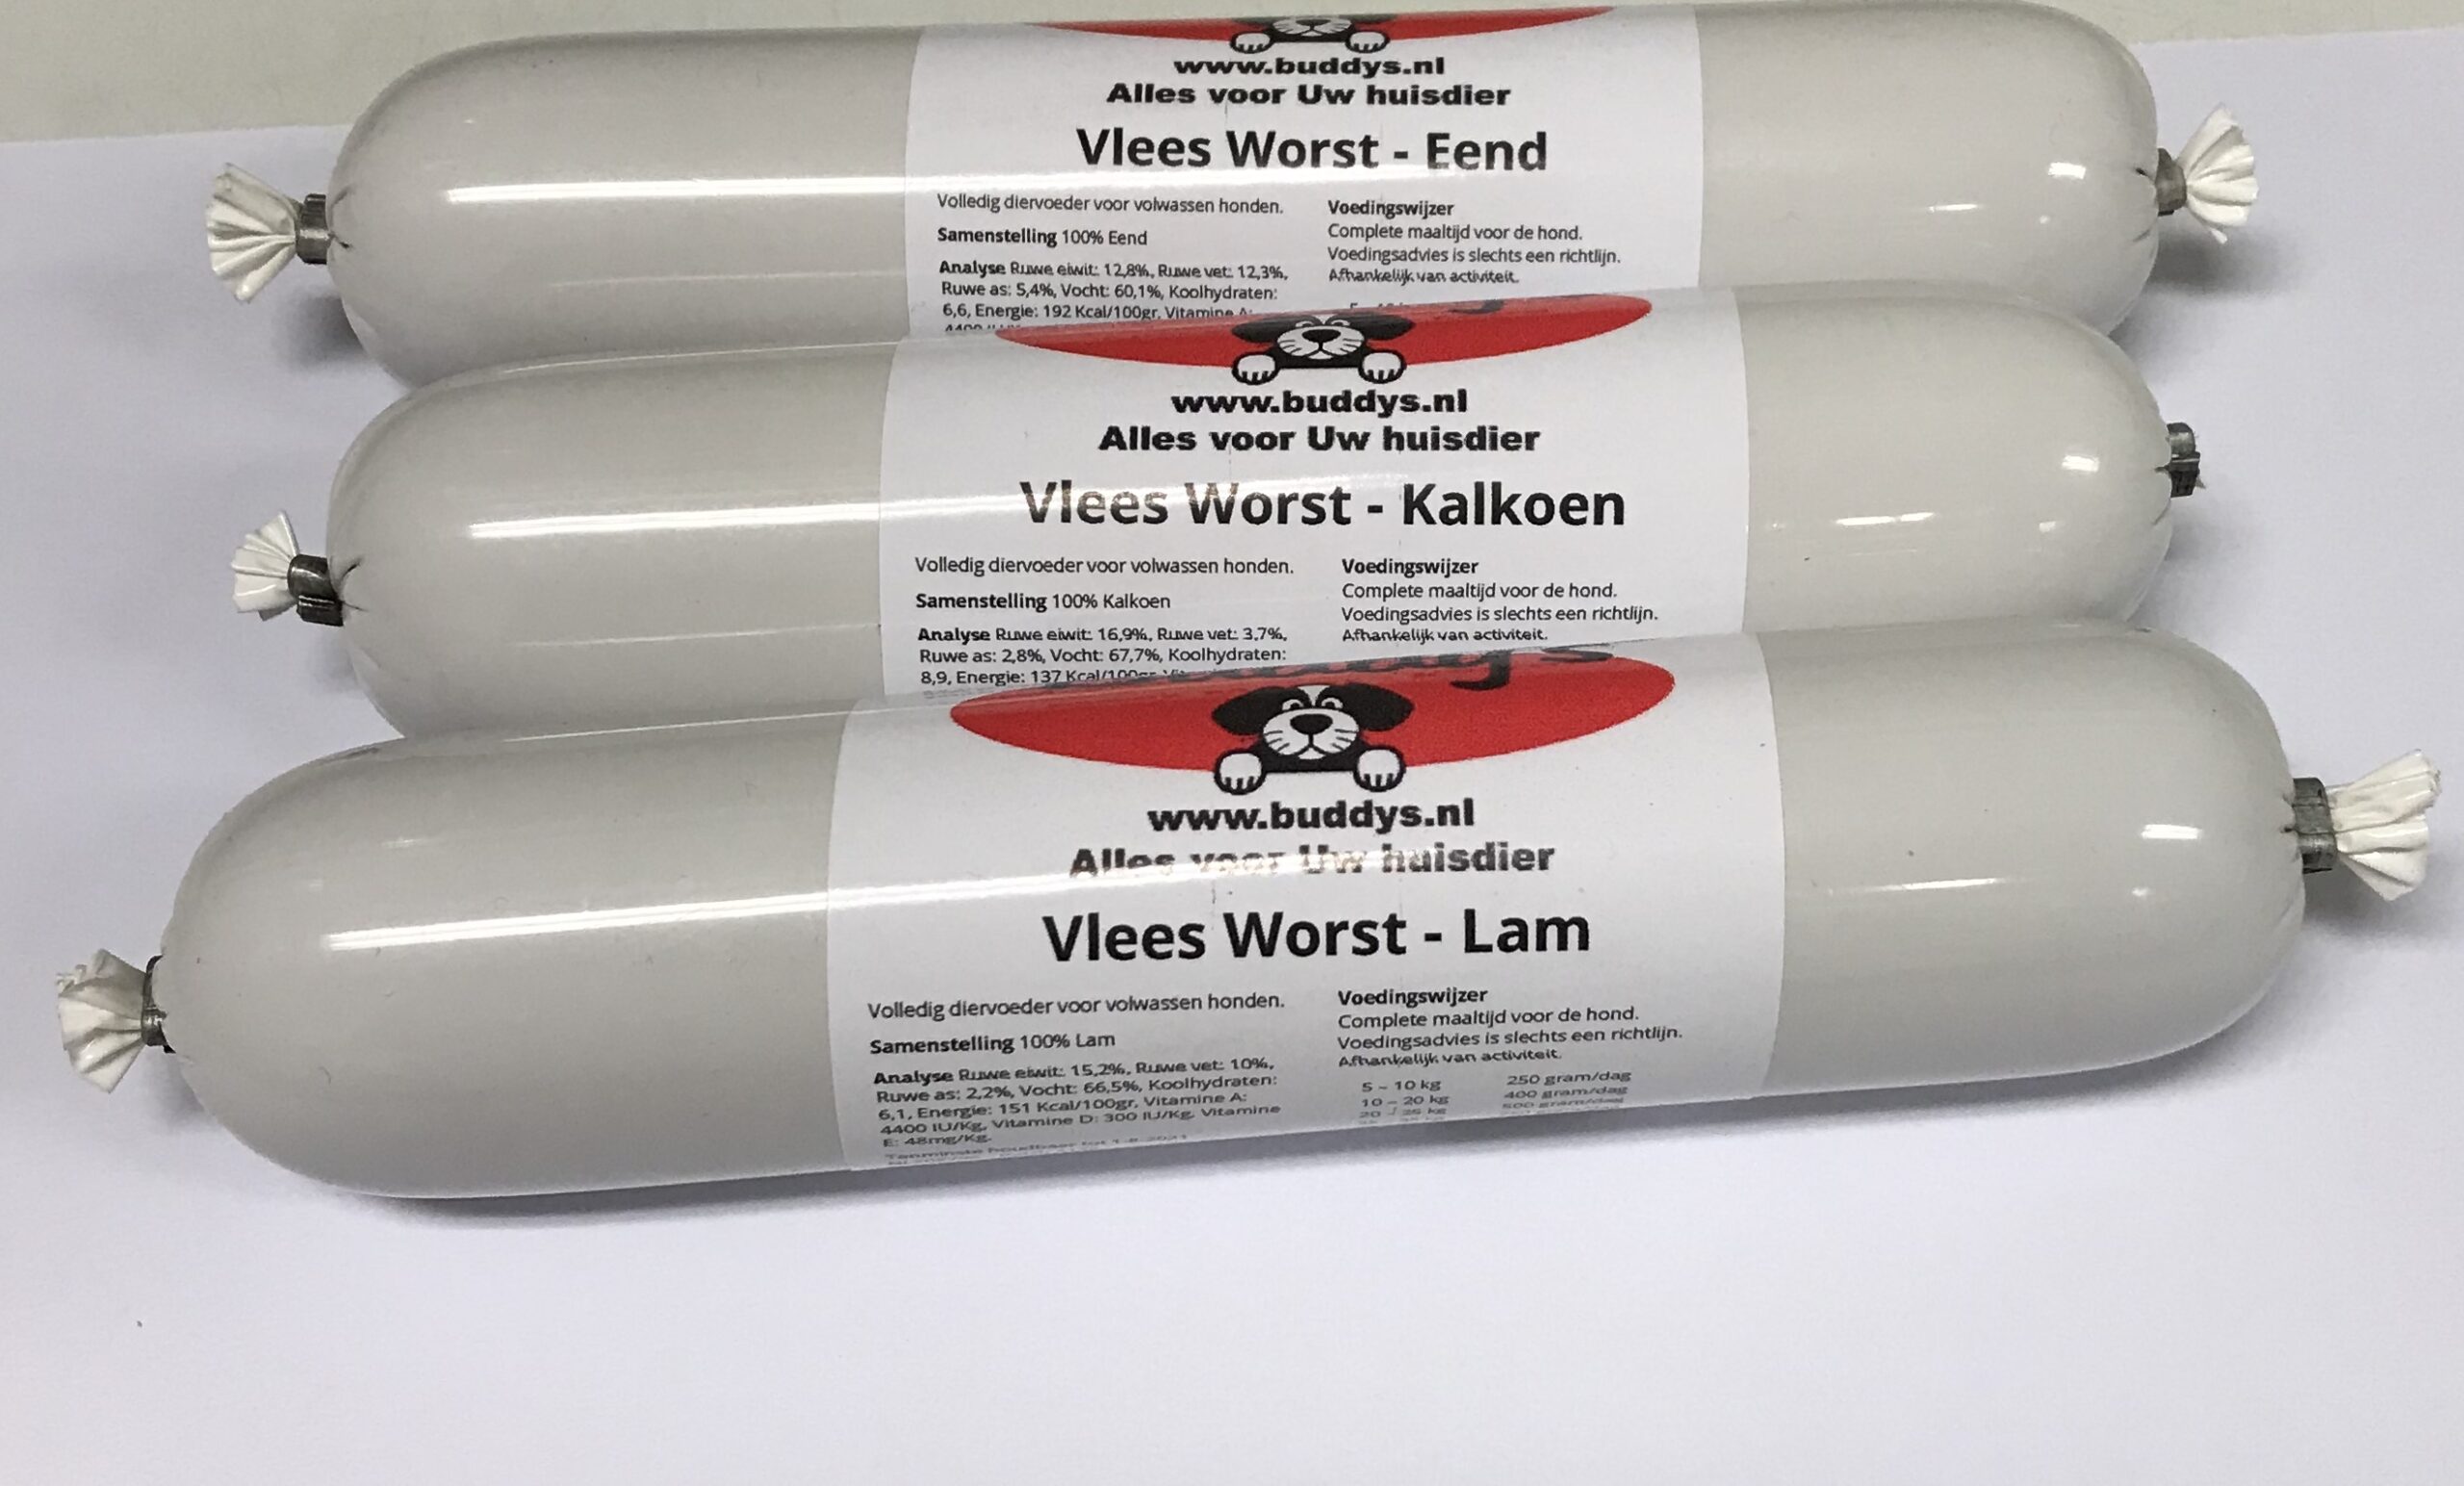 www.buddys.nl
Alles voor Uw huisdier
Vlees Worst - Eend
Volledig diervoeder voor volwassen honden.
Samenstelling 100% Eend
Analyse Ruwe eiwit: 12,8%, Ruwe vet: 12,3%,
Ruwe as: 5,4%, Vocht: 60,1%, Koolhydraten:
6,6, Energie: 192 Kcal/100gr, Vitamine A:
Voedingswijzer
Complete maaltijd voor de hond.
Voedingsadvies is slechts een richtlijn.
Afhankelijk van activiteit.
www.buddys.nl
Alles voor Uw huisdier
Vlees Worst - Kalkoen
Volledig diervoeder voor volwassen honden.
Samenstelling 100% Kalkoen
Analyse Ruwe eiwit: 16,9%, Ruwe vet: 3,7%,
Ruwe as: 2,8%, Vocht: 67,7%, Koolhydraten:
8,9, Energie: 137 Kcal/100gr
Voedingswijzer
Complete maaltijd voor de hond.
Voedingsadvies is slechts een richtlijn.
Afhankelijk van activiteit.
www.buddys.nl
Alles voor Uw huisdier
Vlees Worst - Lam
Volledig diervoeder voor volwassen honden.
Samenstelling 100% Lam
Analyse Ruwe eiwit: 15,2%, Ruwe vet: 10%,
Ruwe as: 2,2%, Vocht: 66,5%, Koolhydraten:
6,1, Energie: 151 Kcal/100gr, Vitamine A:
4400 IU/Kg, Vitamine D: 300 IU/Kg, Vitamine
E: 48mg/Kg.
Tenminste houdbaar tot
Voedingswijzer
Complete maaltijd voor de hond.
Voedingsadvies is slechts een richtlijn.
Afhankelijk van activiteit.
5 - 10 kg 250 gram/dag
10 - 20 kg 400 gram/dag